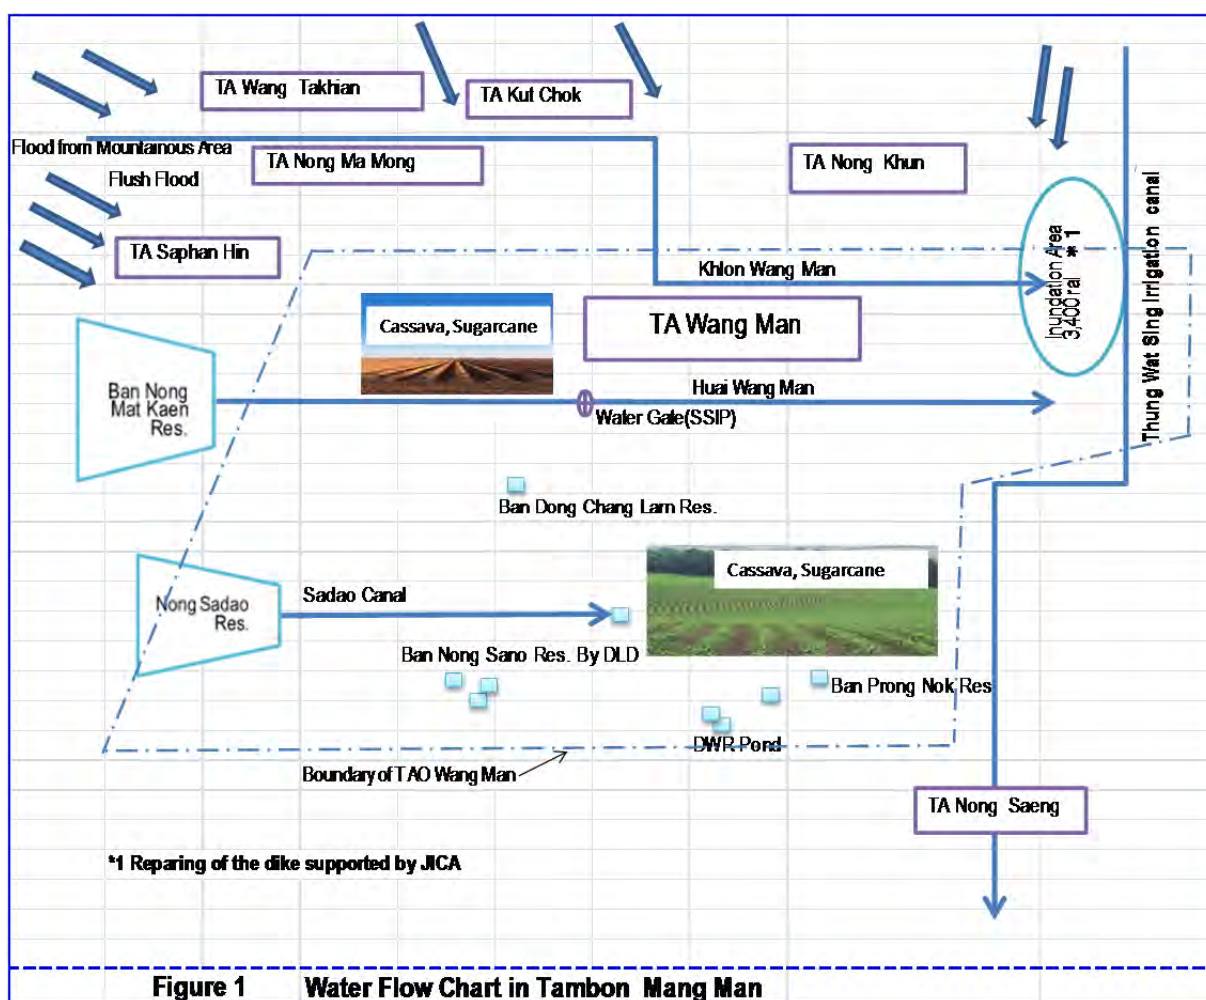 TA Wang Takhian
TA Kut Chok
Flood from Mountainous Area
TA Nong Ma Mong
TA Nong Khun
Flush Flood
TA Saphan Hin
Khlon Wang Man
Inundation Area
3,400 rai * 1
Thung Wat Sing Irrigation canal
Cassava, Sugarcane
TA Wang Man
Ban Nong
Mat Kaen
Res.
Huai Wang Man
Water Gate(SSIP)
Ban Dong Chang Lam Res.
Cassava, Sugarcane
Nong Sadao
Res.
Sadao Canal
Ban Nong Sano Res. By DLD
Ban Prong Nok Res
DWR Pond
Boundary of TAO Wang Man
TA Nong Saeng
*1 Reparing of the dike supported by JICA
Figure 1 Water Flow Chart in Tambon Mang Man